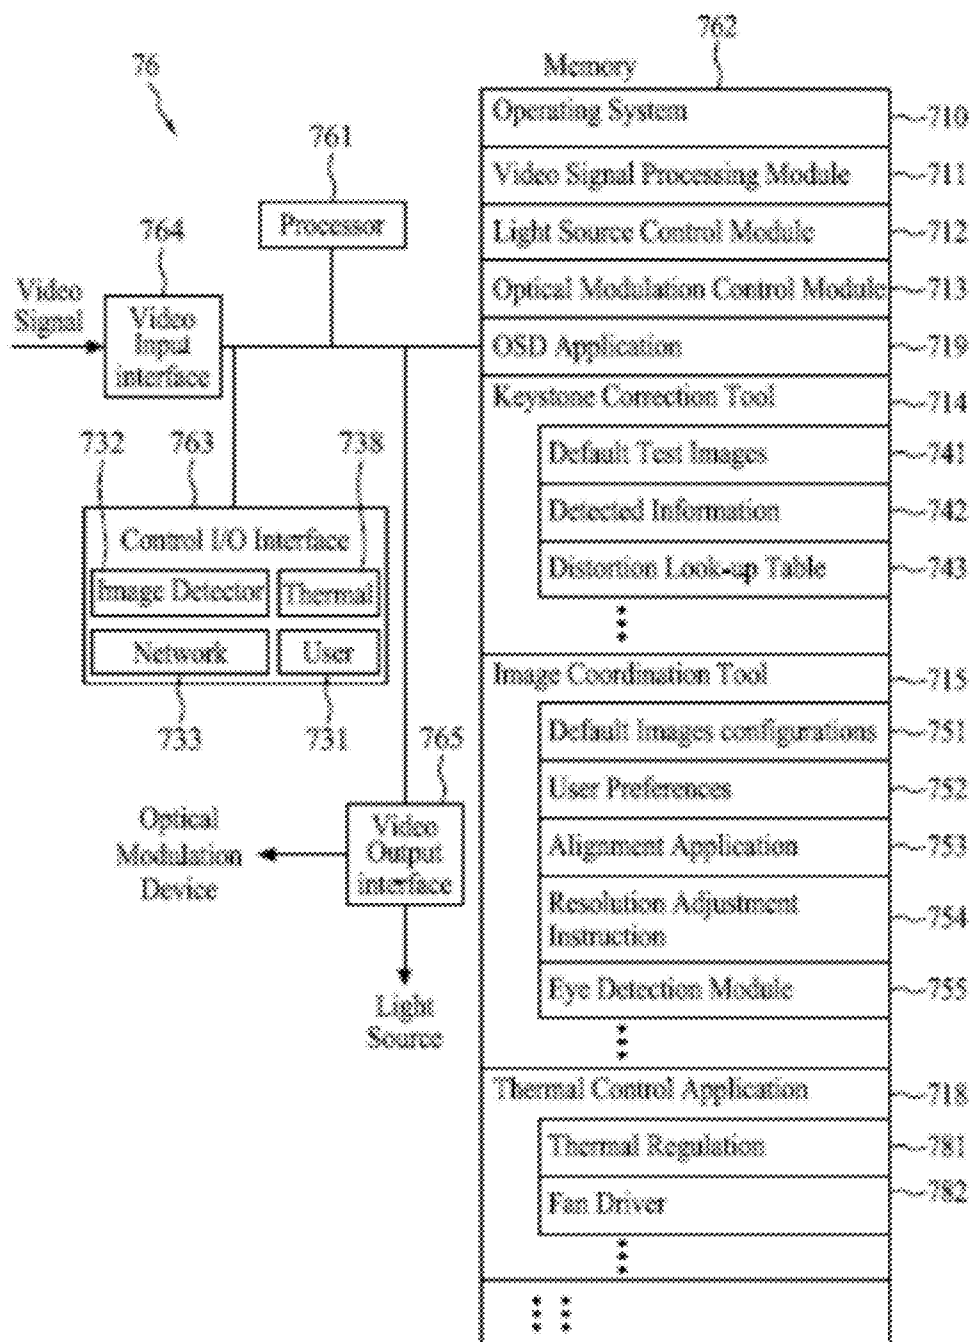 762
76
Memory
Operating System
710
761
Video Signal Processing Module
711
Processor
764
Light Source Control Module
712
Video
Signal
Video
Input
interface
Optical Modulation Control Module
713
OSD Application
719
Keystone Correction Tool
714
732
763
738
Default Test Images
741
Detected Information
742
Control I/O Interface
Distortion Look-up Table
743
Image Detector
Thermal
Network
User
Image Coordination Tool
715
733
731
765
Default Images configurations
751
User Preferences
752
Optical
Modulation
Device
Video
Output
interface
Alignment Application
753
Resolution Adjustment
Instruction
754
Eye Detection Module
755
Light
Source
Thermal Control Application
718
Thermal Regulation
781
Fan Driver
782